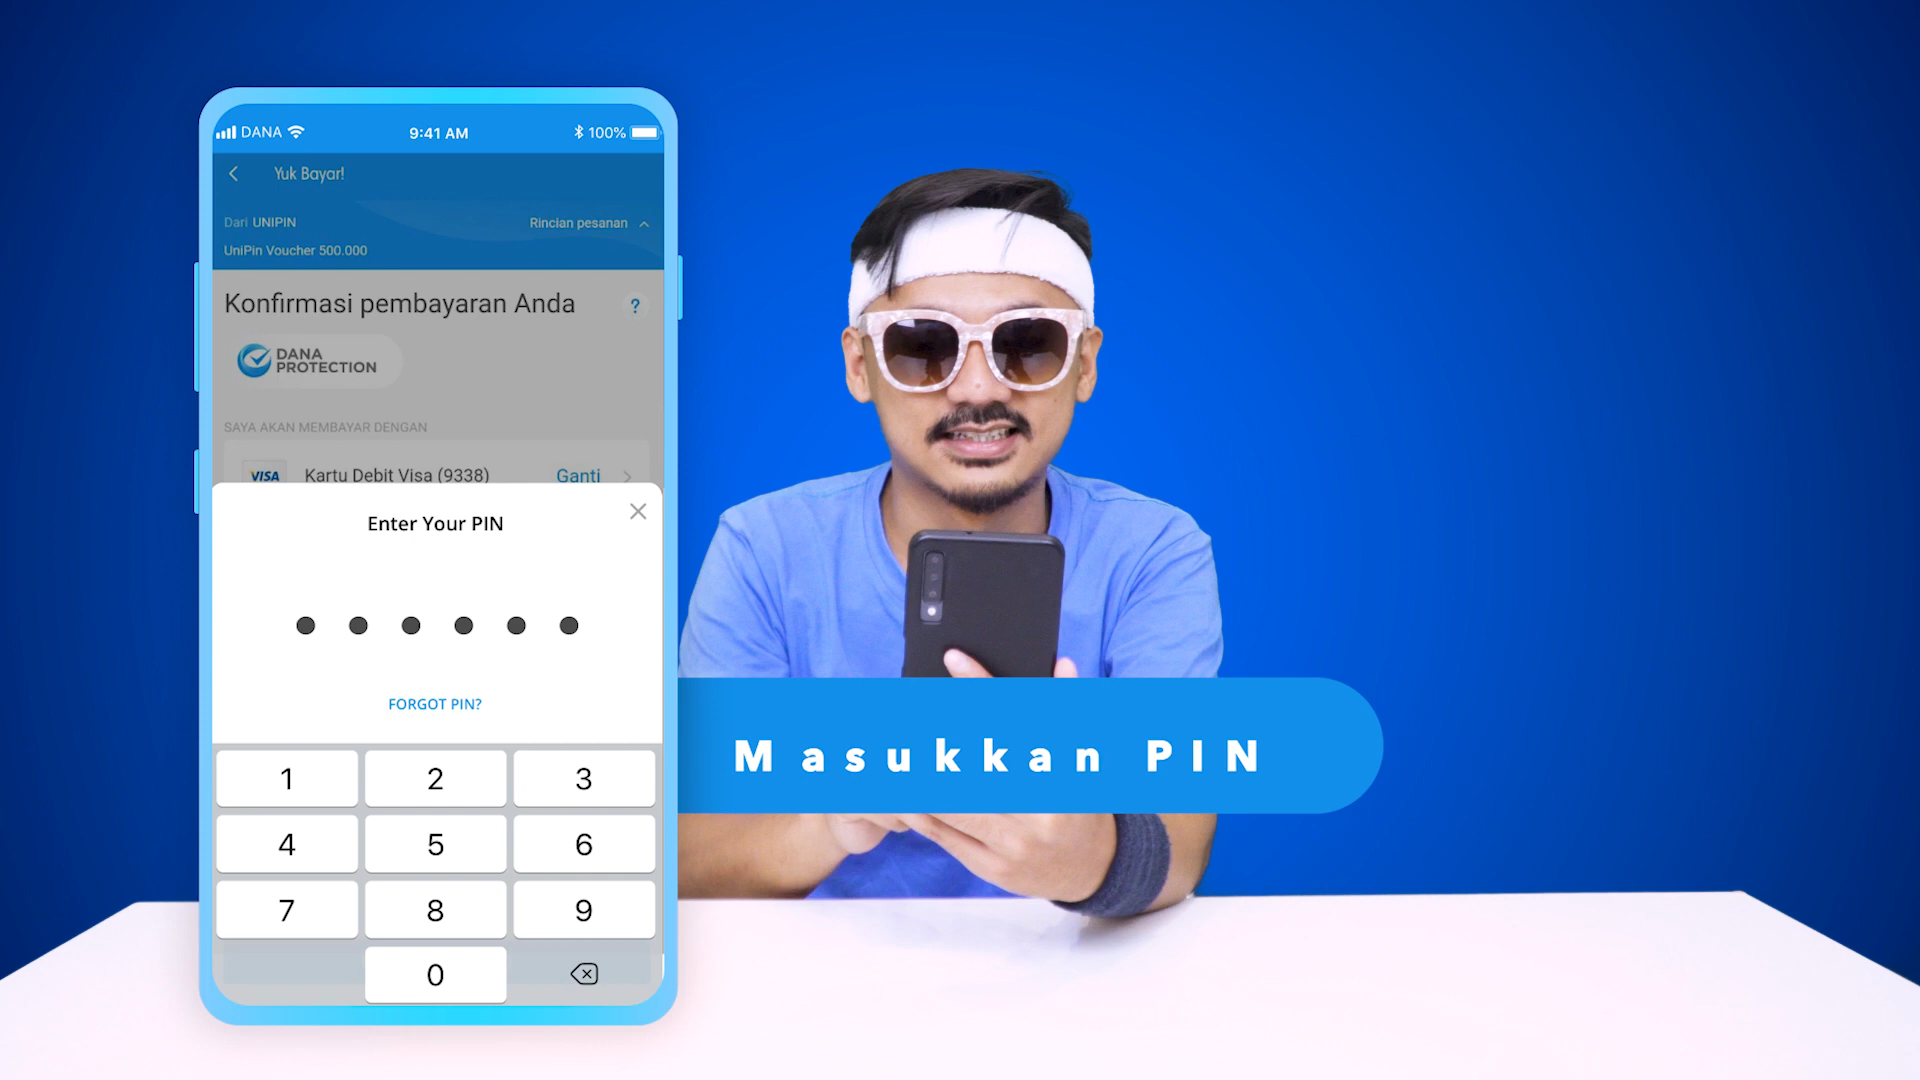 DANA 9:41 AM 100%
Yuk Bayar!
Dari UNIPIN Rincian pesanan
UniPin Voucher 500.000
Konfirmasi pembayaran Anda ?
DANA
PROTECTION
SAYA AKAN MEMBAYAR DENGAN
VISA Kartu Debit Visa (9338) Ganti
Enter Your PIN
FORGOT PIN?
1 2 3
4 5 6
7 8 9
0
Masukkan PIN